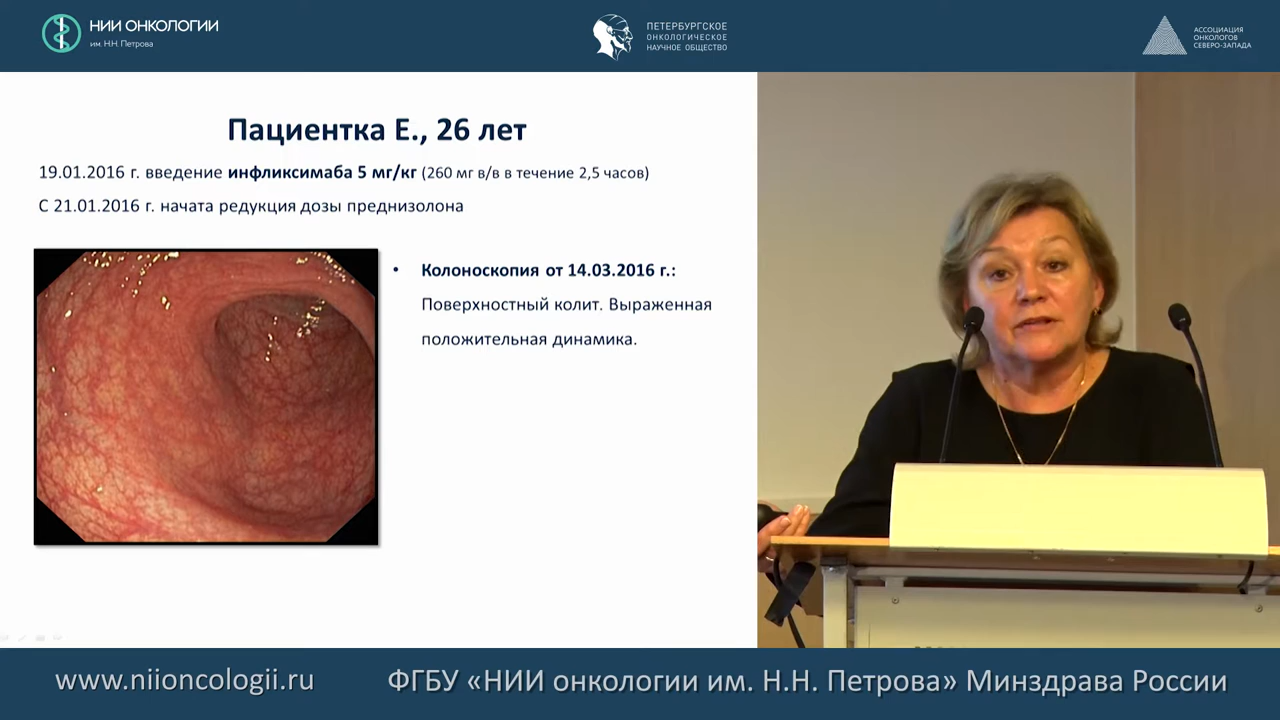 НИИ ОНКОЛОГИИ
им. Н.Н. Петрова
ПЕТЕРБУРГСКОЕ
ОНКОЛОГИЧЕСКОЕ
НАУЧНОЕ ОБЩЕСТВО
АССОЦИАЦИЯ
ОНКОЛОГОВ
СЕВЕРО-ЗАПАДА
Пациентка Е., 26 лет
19.01.2016 г. введение инфликсимаба 5 мг/кг (260 мг в/в в течение 2,5 часов)
С 21.01.2016 г. начата редукция дозы преднизолона
• Колоноскопия от 14.03.2016 г.:
Поверхностный колит. Выраженная
положительная динамика.
www.niioncologii.ru
ФГБУ «НИИ онкологии им. Н.Н. Петрова» Минздрава России